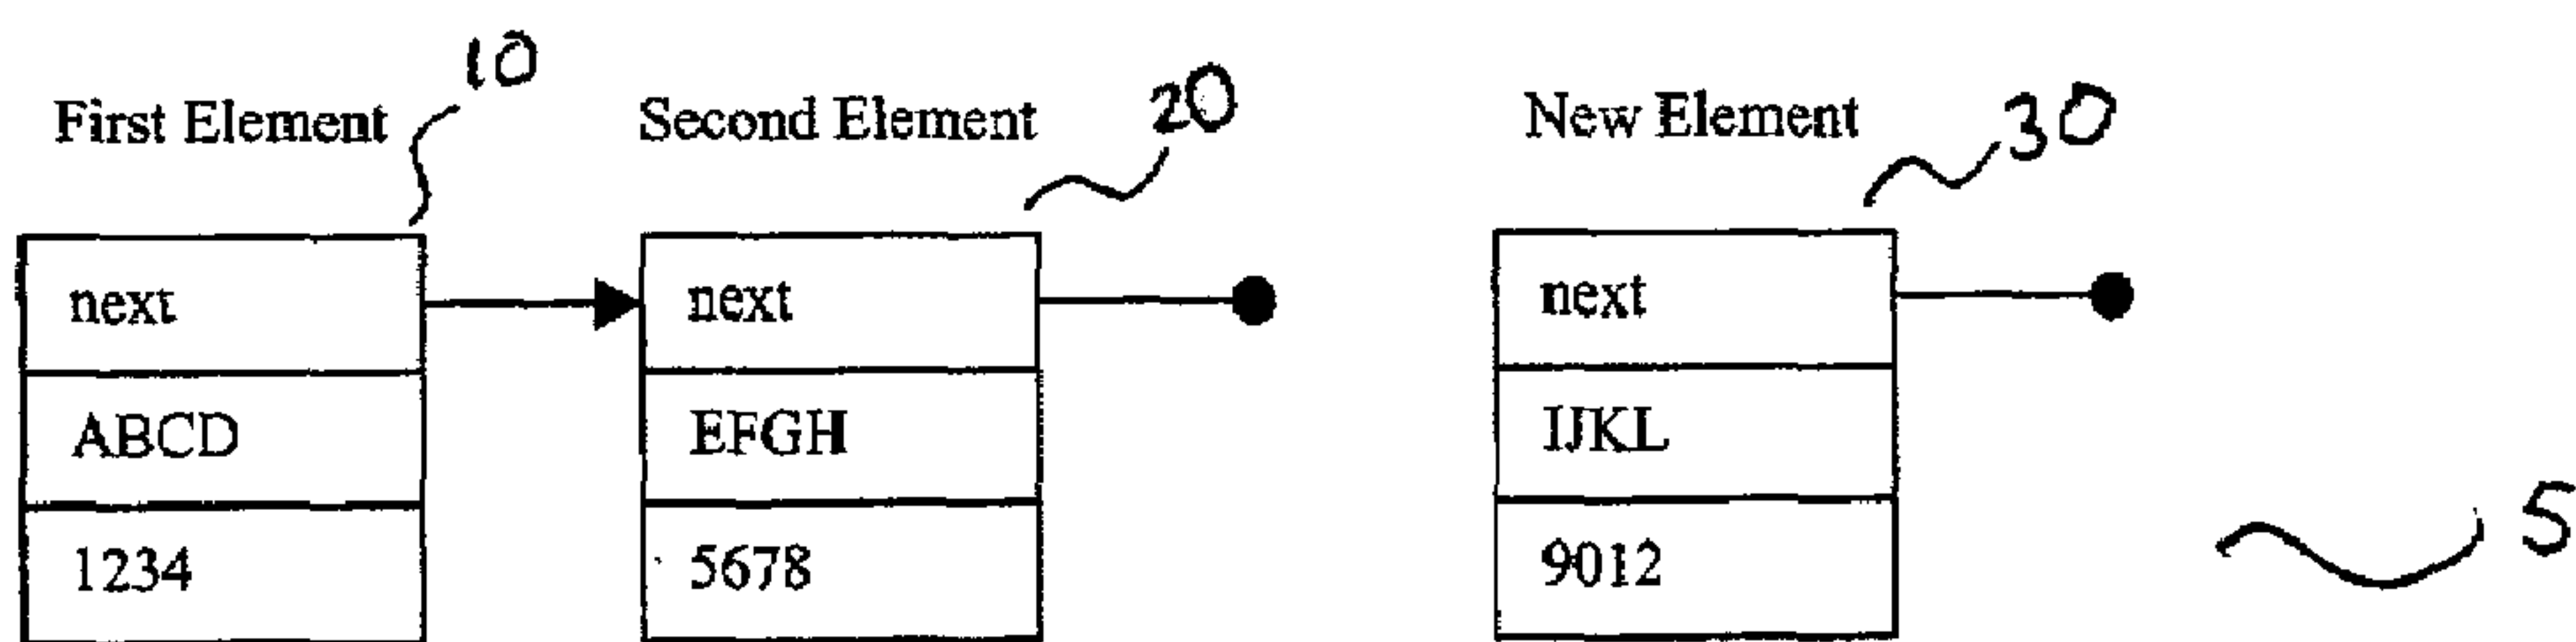 10
20
30
First Element Second Element New Element
next next next
ABCD EFGH IJKL
1234 5678 9012
5